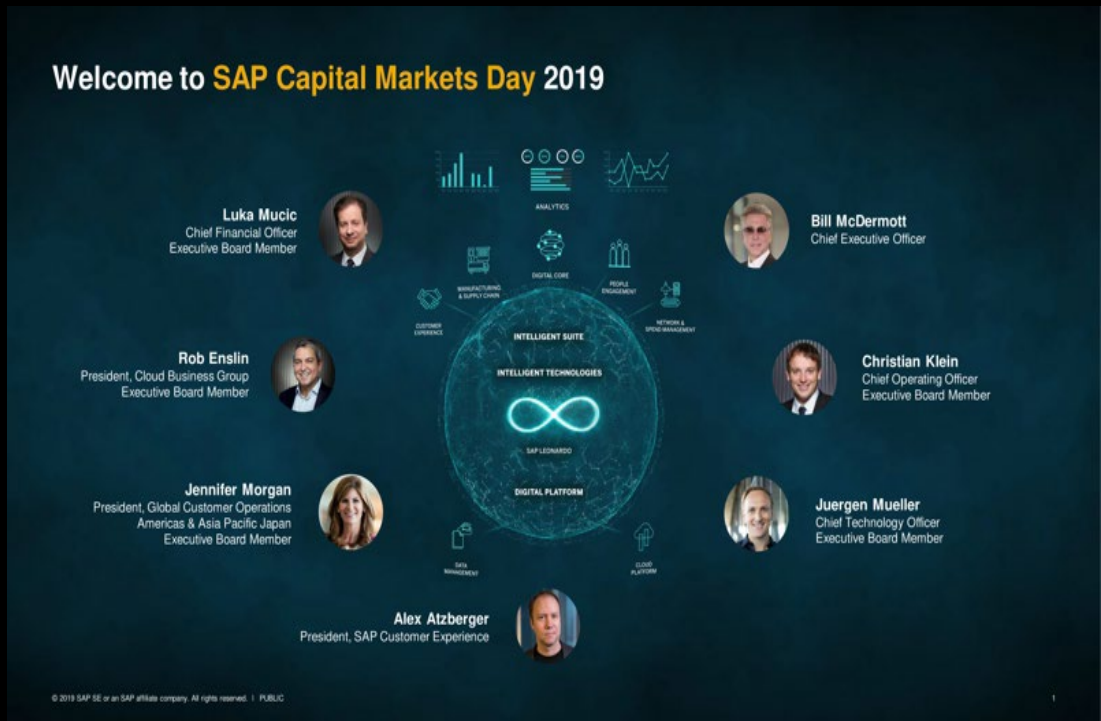 Welcome to SAP Capital Markets Day 2019
ANALYTICS
Luka Mucic
Chief Financial Officer
Executive Board Member
Bill McDermott
Chief Executive Officer
DIGITAL CORE
MANUFACTURING
& SUPPLY CHAIN
PEOPLE
ENGAGEMENT
CUSTOMER
EXPERIENCE
NETWORK &
SPEND MANAGEMENT
INTELLIGENT SUITE
INTELLIGENT TECHNOLOGIES
SAP LEONARDO
DIGITAL PLATFORM
Rob Enslin
President, Cloud Business Group
Executive Board Member
Christian Klein
Chief Operating Officer
Executive Board Member
Jennifer Morgan
President, Global Customer Operations
Americas & Asia Pacific Japan
Executive Board Member
Juergen Mueller
Chief Technology Officer
Executive Board Member
DATA
MANAGEMENT
CLOUD
PLATFORM
Alex Atzberger
President, SAP Customer Experience
© 2019 SAP SE or an SAP affiliate company. All rights reserved. | PUBLIC
1